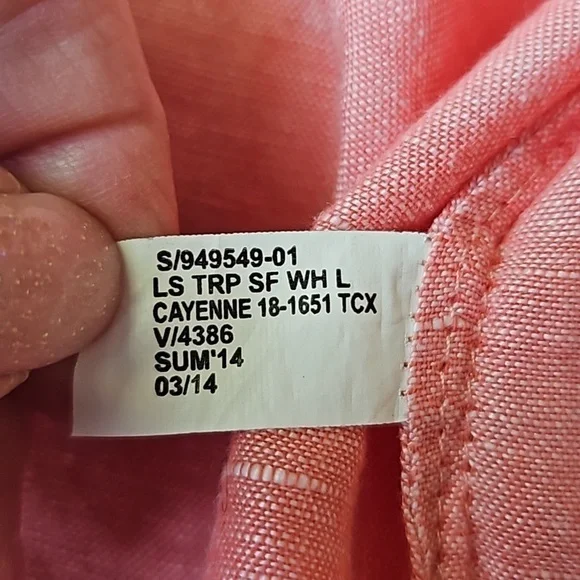 S/949549-01
LS TRP SF WH L
CAYENNE 18-1651 TCX
V/4386
SUM'14
03/14